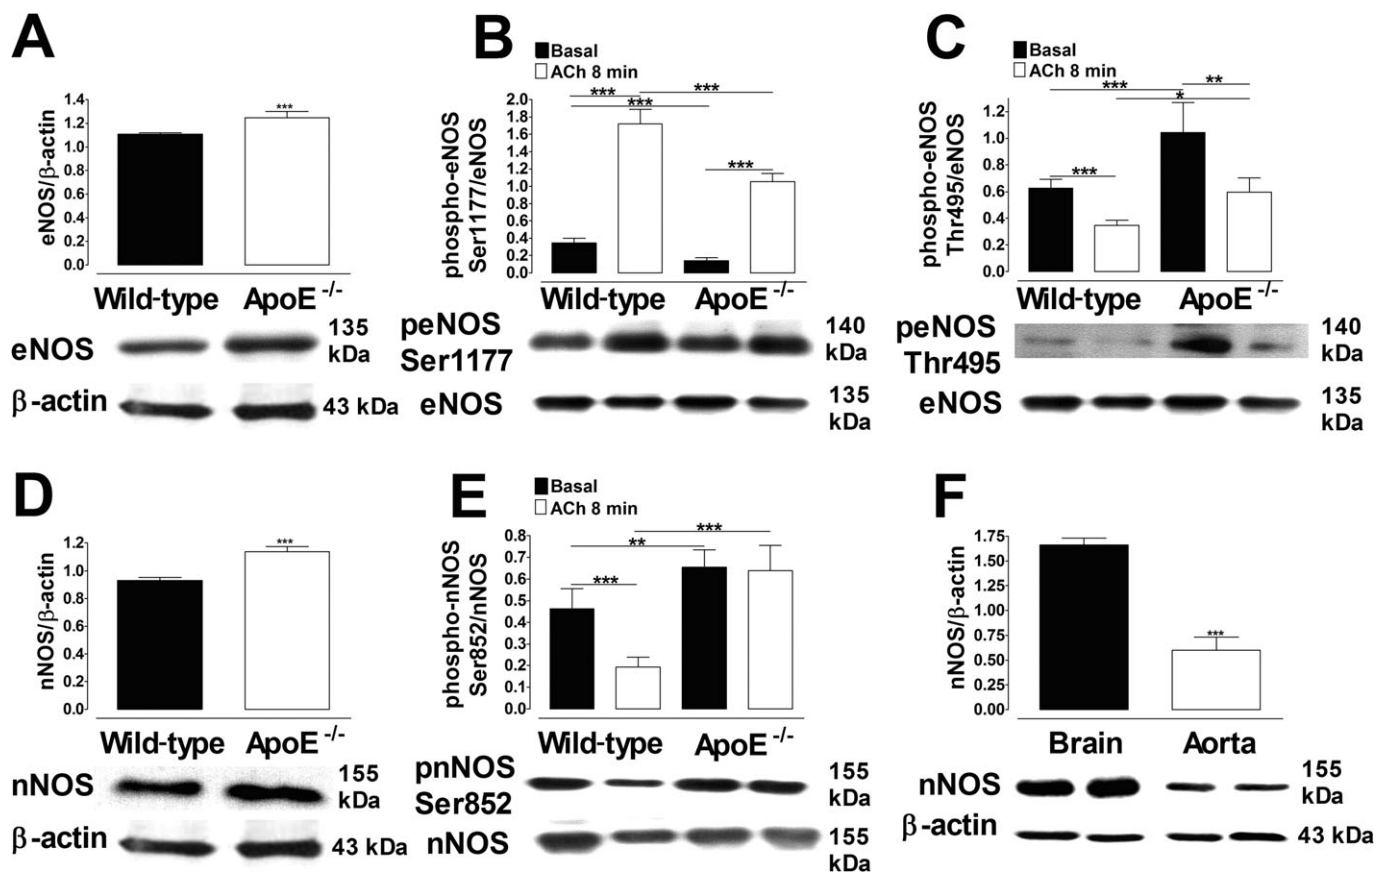 A
eNOS/β-actin
1.4
1.2
1.0
0.8
0.6
0.4
0.2
0.0
***
Wild-type ApoE -/-
eNOS
135
kDa
β-actin
43 kDa
B
Basal
ACh 8 min
phospho-eNOS
Ser1177/eNOS
2.0
1.8
1.6
1.4
1.2
1.0
0.8
0.6
0.4
0.2
0.0
***
***
***
***
Wild-type ApoE -/-
peNOS
Ser1177
140
kDa
eNOS
135
kDa
C
Basal
ACh 8 min
phospho-eNOS
Thr495/eNOS
1.2
1.0
0.8
0.6
0.4
0.2
0.0
***
**
*
***
Wild-type ApoE -/-
peNOS
Thr495
140
kDa
eNOS
135
kDa
D
nNOS/β-actin
1.2
1.0
0.8
0.6
0.4
0.2
0.0
***
Wild-type ApoE -/-
nNOS
155
kDa
β-actin
43 kDa
E
Basal
ACh 8 min
phospho-nNOS
Ser852/nNOS
0.8
0.7
0.6
0.5
0.4
0.3
0.2
0.1
0.0
***
**
***
Wild-type ApoE -/-
pnNOS
Ser852
155
kDa
nNOS
155
kDa
F
nNOS/β-actin
1.75
1.50
1.25
1.00
0.75
0.50
0.25
0.00
***
Brain Aorta
nNOS
155
kDa
β-actin
43 kDa